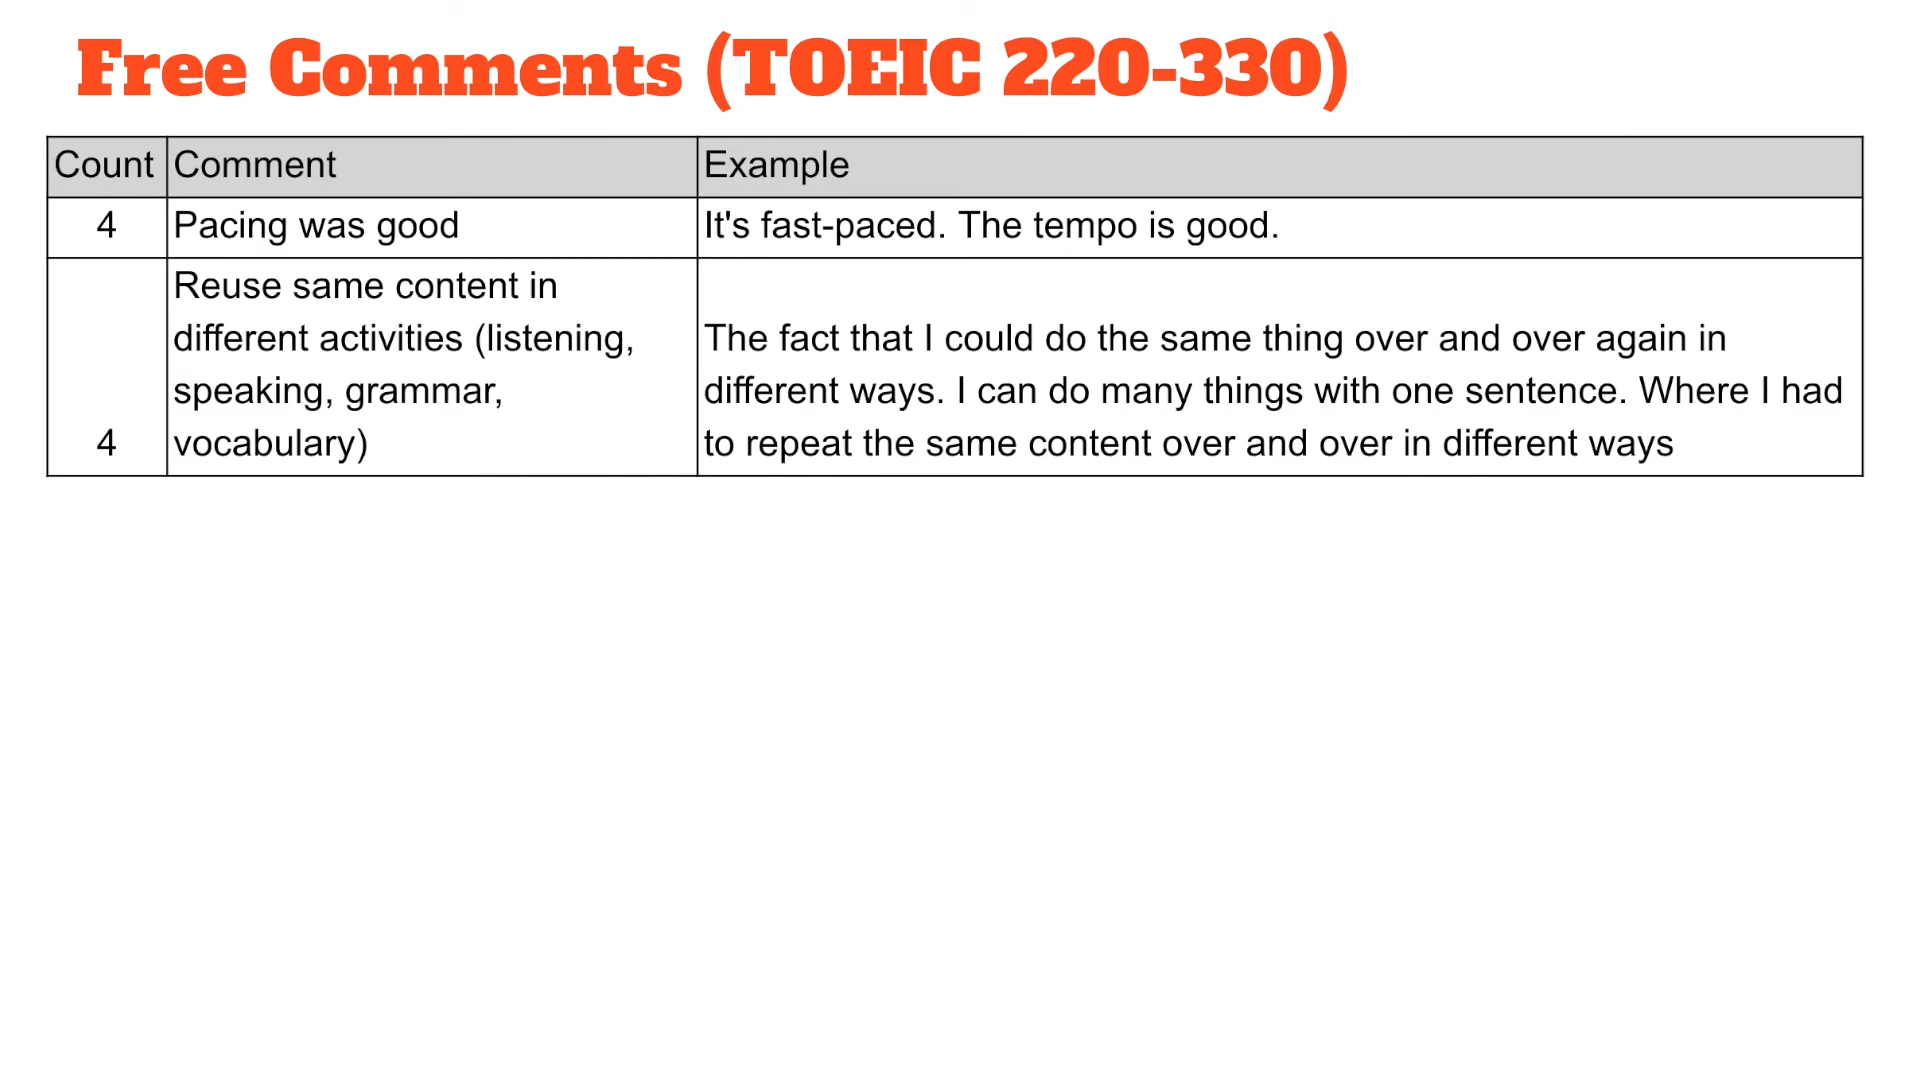 Free Comments (TOEIC 220-330)
Count Comment Example
4 Pacing was good It's fast-paced. The tempo is good.
Reuse same content in
different activities (listening,
speaking, grammar,
4 vocabulary)
The fact that I could do the same thing over and over again in
different ways. I can do many things with one sentence. Where I had
to repeat the same content over and over in different ways